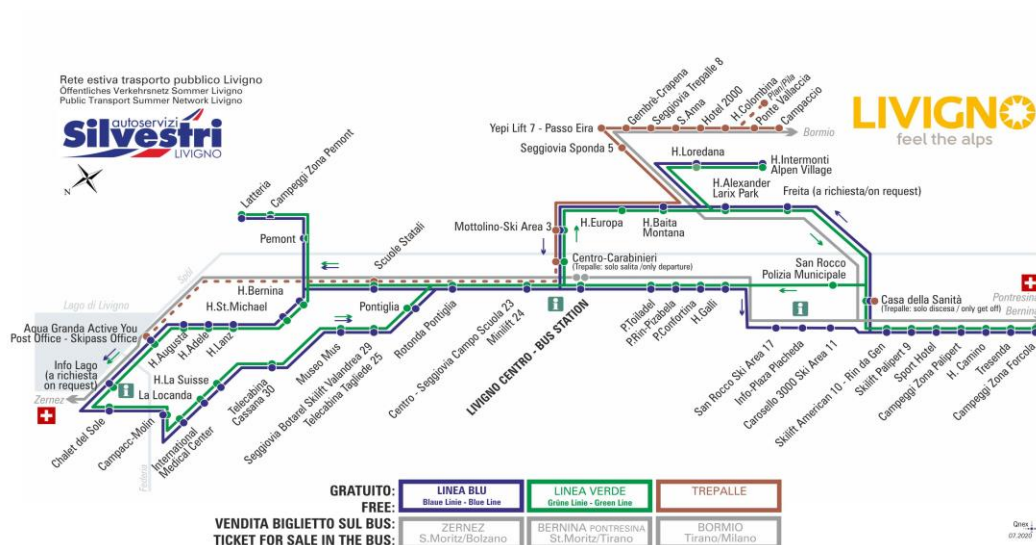 Rete estiva trasporto pubblico Livigno
Öffentliches Verkehrsnetz Sommer Livigno
Public Transport Summer Network Livigno
autoservizi
Silvestri
LIVIGNO
N
LIVIGNO
feel the alps
Yepi Lift 7 - Passo Eira
Gembrè-Crapena
Seggiovia Trepalle 8
S.Anna
Hotel 2000
H.Colombina
Plan/Pila
Ponte Vallaccia
Campaccio
Bormio
Seggiovia Sponda 5
H.Loredana
H.Intermonti
Alpen Village
H.Alexander
Larix Park
Freita (a richiesta/on request)
Latteria
Campeggi Zona Pemont
Pemont
Scuole Statali
Mottolino-Ski Area 3
H.Europa
H.Baita
Montana
Centro-Carabinieri
(Trepalle: solo salita /only departure)
San Rocco
Polizia Municipale
Casa della Sanità
(Trepalle: solo discesa / only get off)
Pontresina
Bernina
Spöl
Lago di Livigno
H.Bernina
H.St.Michael
Pontiglia
Aqua Granda Active You
Post Office - Skipass Office
H.Augusta
H.Adele
H.Lanz
Info Lago
(a richiesta
on request)
Zernez
H.La Suisse
La Locanda
Chalet del Sole
Campacc-Molin
International
Medical Center
Federia
Telecabina
Cassana 30
Museo Mus
Seggiovia Botarel Skilift Valandrea 29
Telecabina Tagliede 25
Rotonda Pontiglia
Centro - Seggiovia Campo Scuola 23
Minilift 24
LIVIGNO CENTRO - BUS STATION
P.Toiladel
P.Rin-Pizabela
P.Confortina
H.Galli
San Rocco Ski Area 17
Info-Plaza Placheda
Carosello 3000 Ski Area 11
Skilift American 10 - Rin da Gen
Skilift Palipert 9
Sport Hotel
Campeggi Zona Palipert
H. Camino
Tresenda
Campeggi Zona Forcola
GRATUITO:
FREE:
LINEA BLU
Blaue Linie - Blue Line
LINEA VERDE
Grüne Linie - Green Line
TREPALLE
VENDITA BIGLIETTO SUL BUS:
TICKET FOR SALE IN THE BUS:
ZERNEZ
S.Moritz/Bolzano
BERNINA PONTRESINA
St.Moritz/Tirano
BORMIO
Tirano/Milano
Qnex